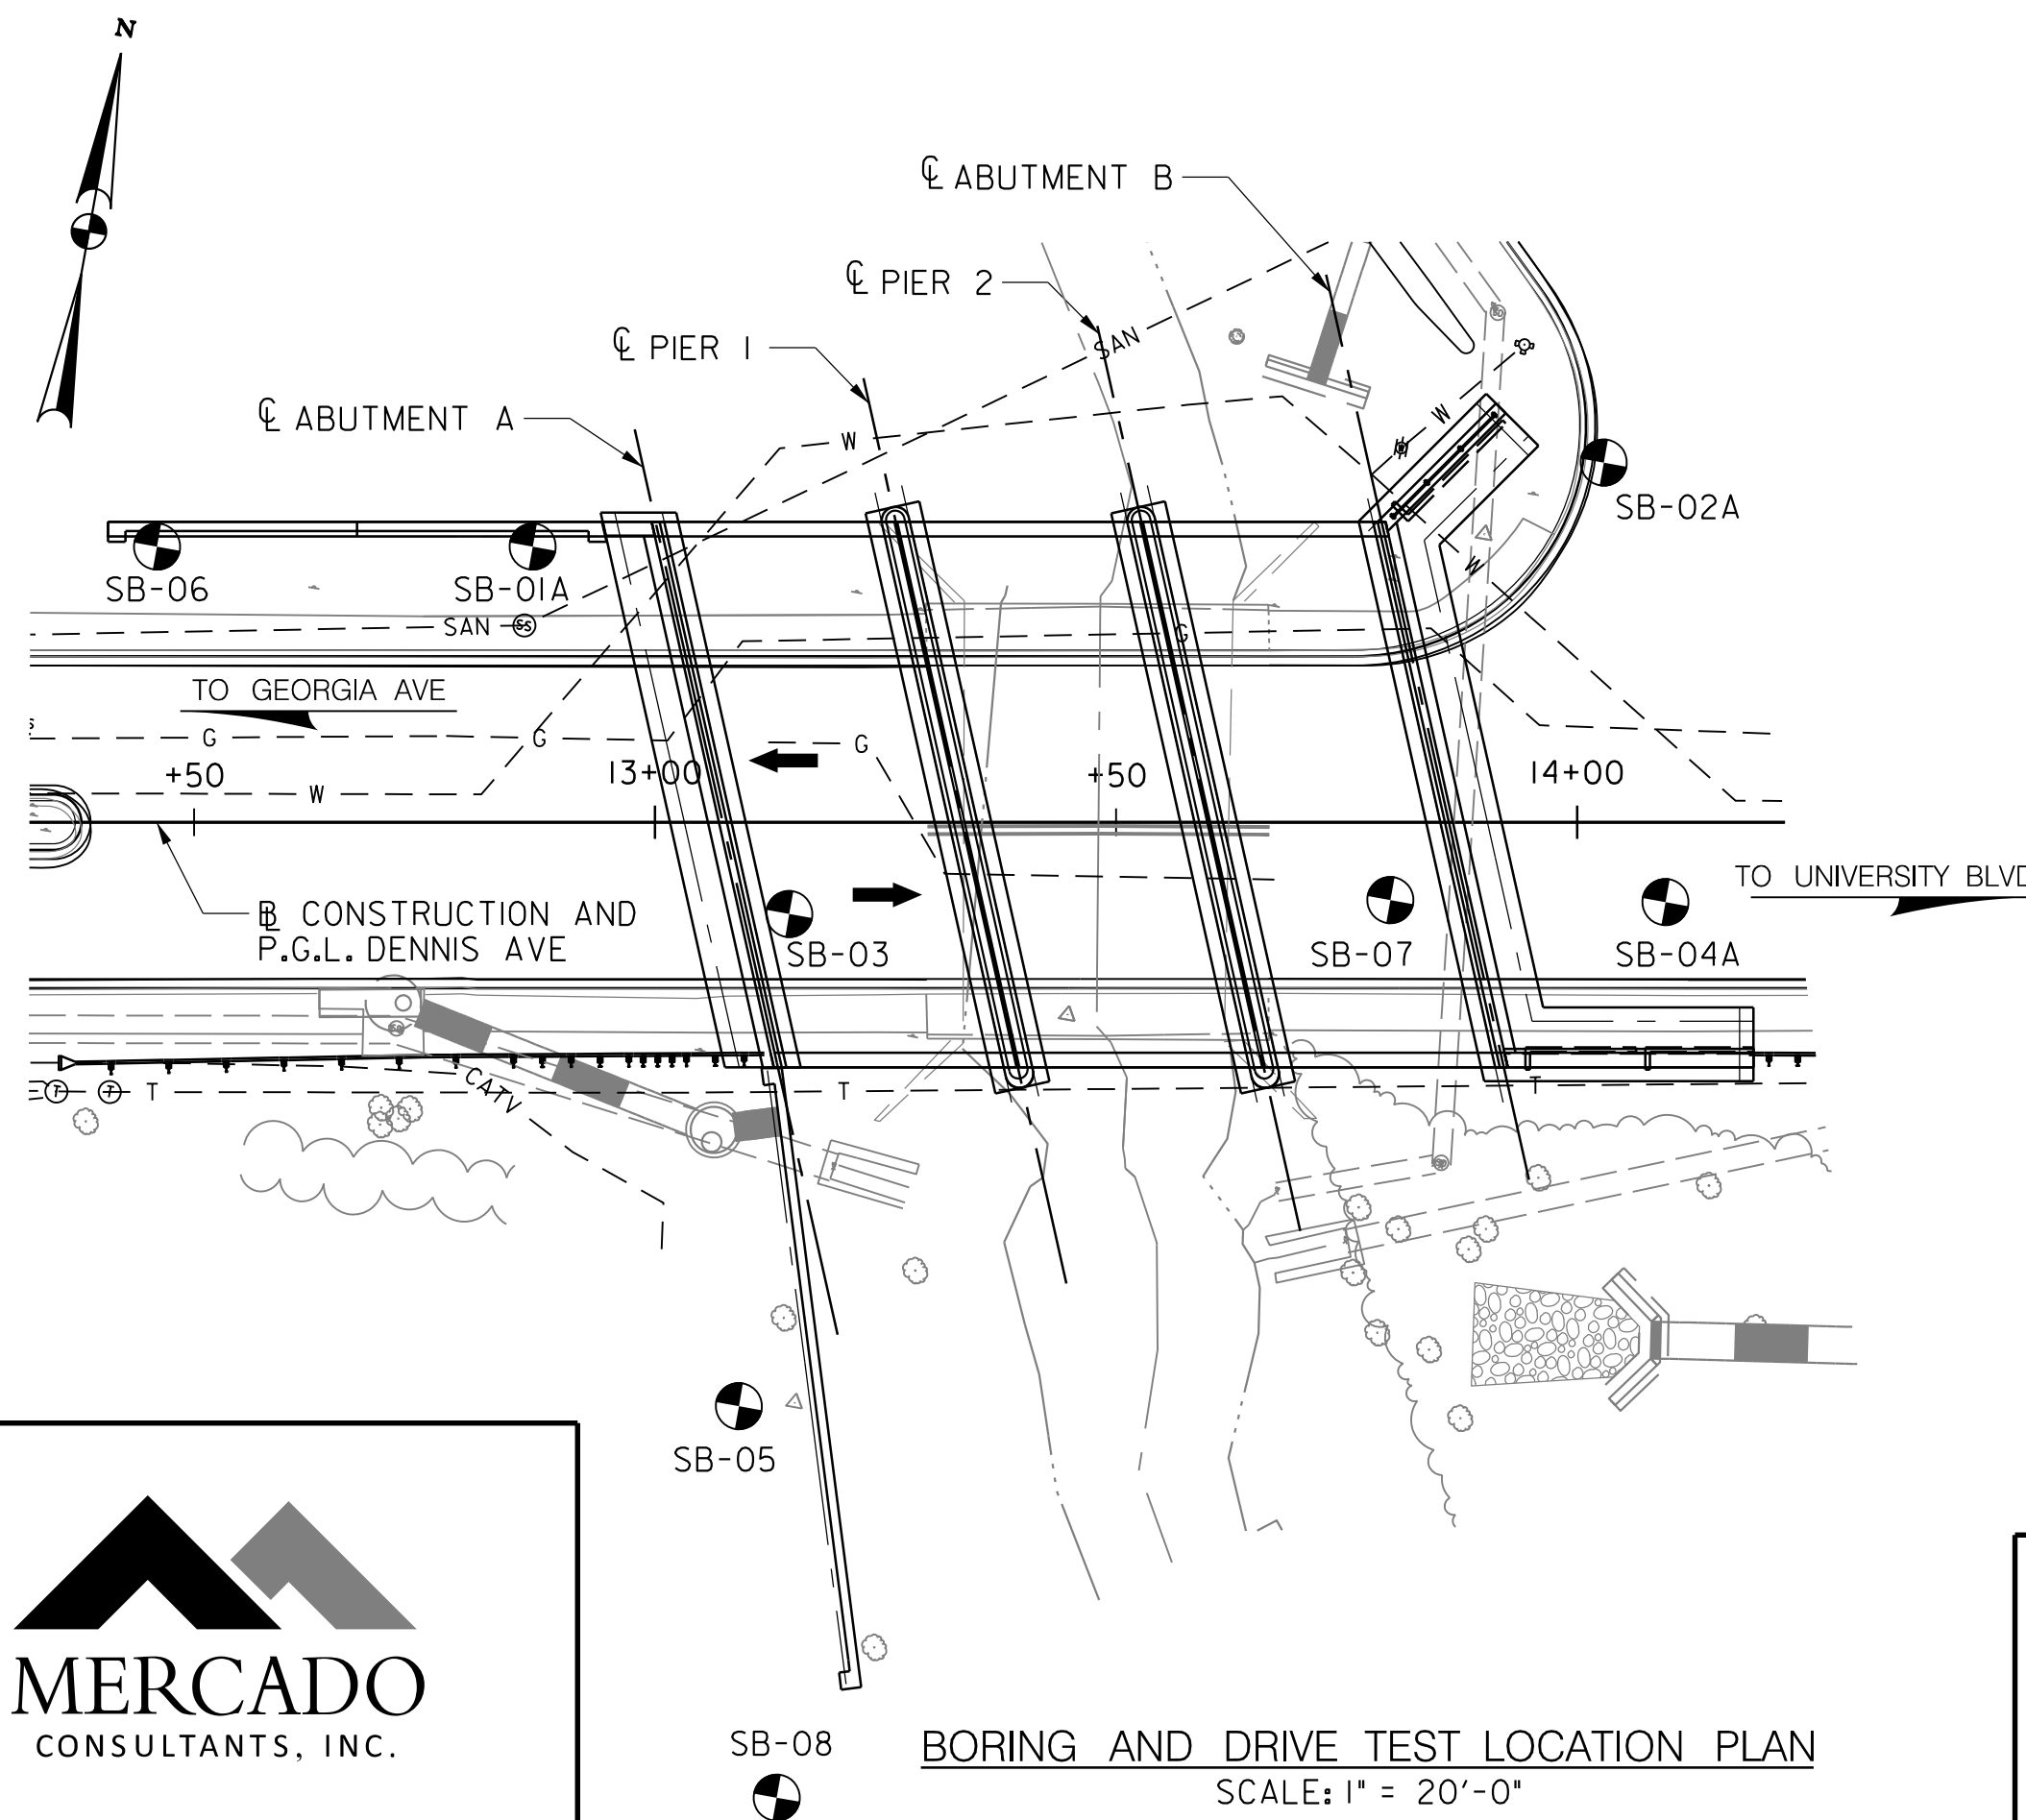 N
℄ ABUTMENT B
℄ PIER 2
SAN
℄ PIER 1
℄ ABUTMENT A
W
W
SB-02A
SB-06
SB-01A
W
SAN
SS
G
TO GEORGIA AVE
G
G
G
+50
13+00
+50
14+00
W
TO UNIVERSITY BLVD
BL CONSTRUCTION AND
P.G.L. DENNIS AVE
SB-03
SB-07
SB-04A
CATV
T
T
T
T
T
SB-05
MERCADO
CONSULTANTS, INC.
SB-08
BORING AND DRIVE TEST LOCATION PLAN
SCALE: 1" = 20'-0"